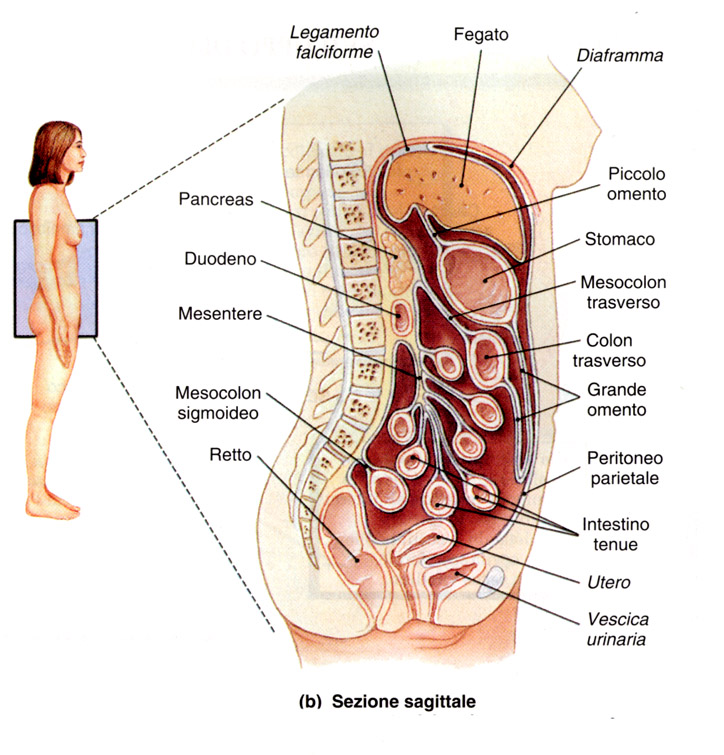 Legamento
falciforme
Fegato
Diaframma
Piccolo
omento
Pancreas
Stomaco
Duodeno
Mesocolon
trasverso
Mesentere
Colon
trasverso
Mesocolon
sigmoideo
Grande
omento
Retto
Peritoneo
parietale
Intestino
tenue
Utero
Vescica
urinaria
(b) Sezione sagittale